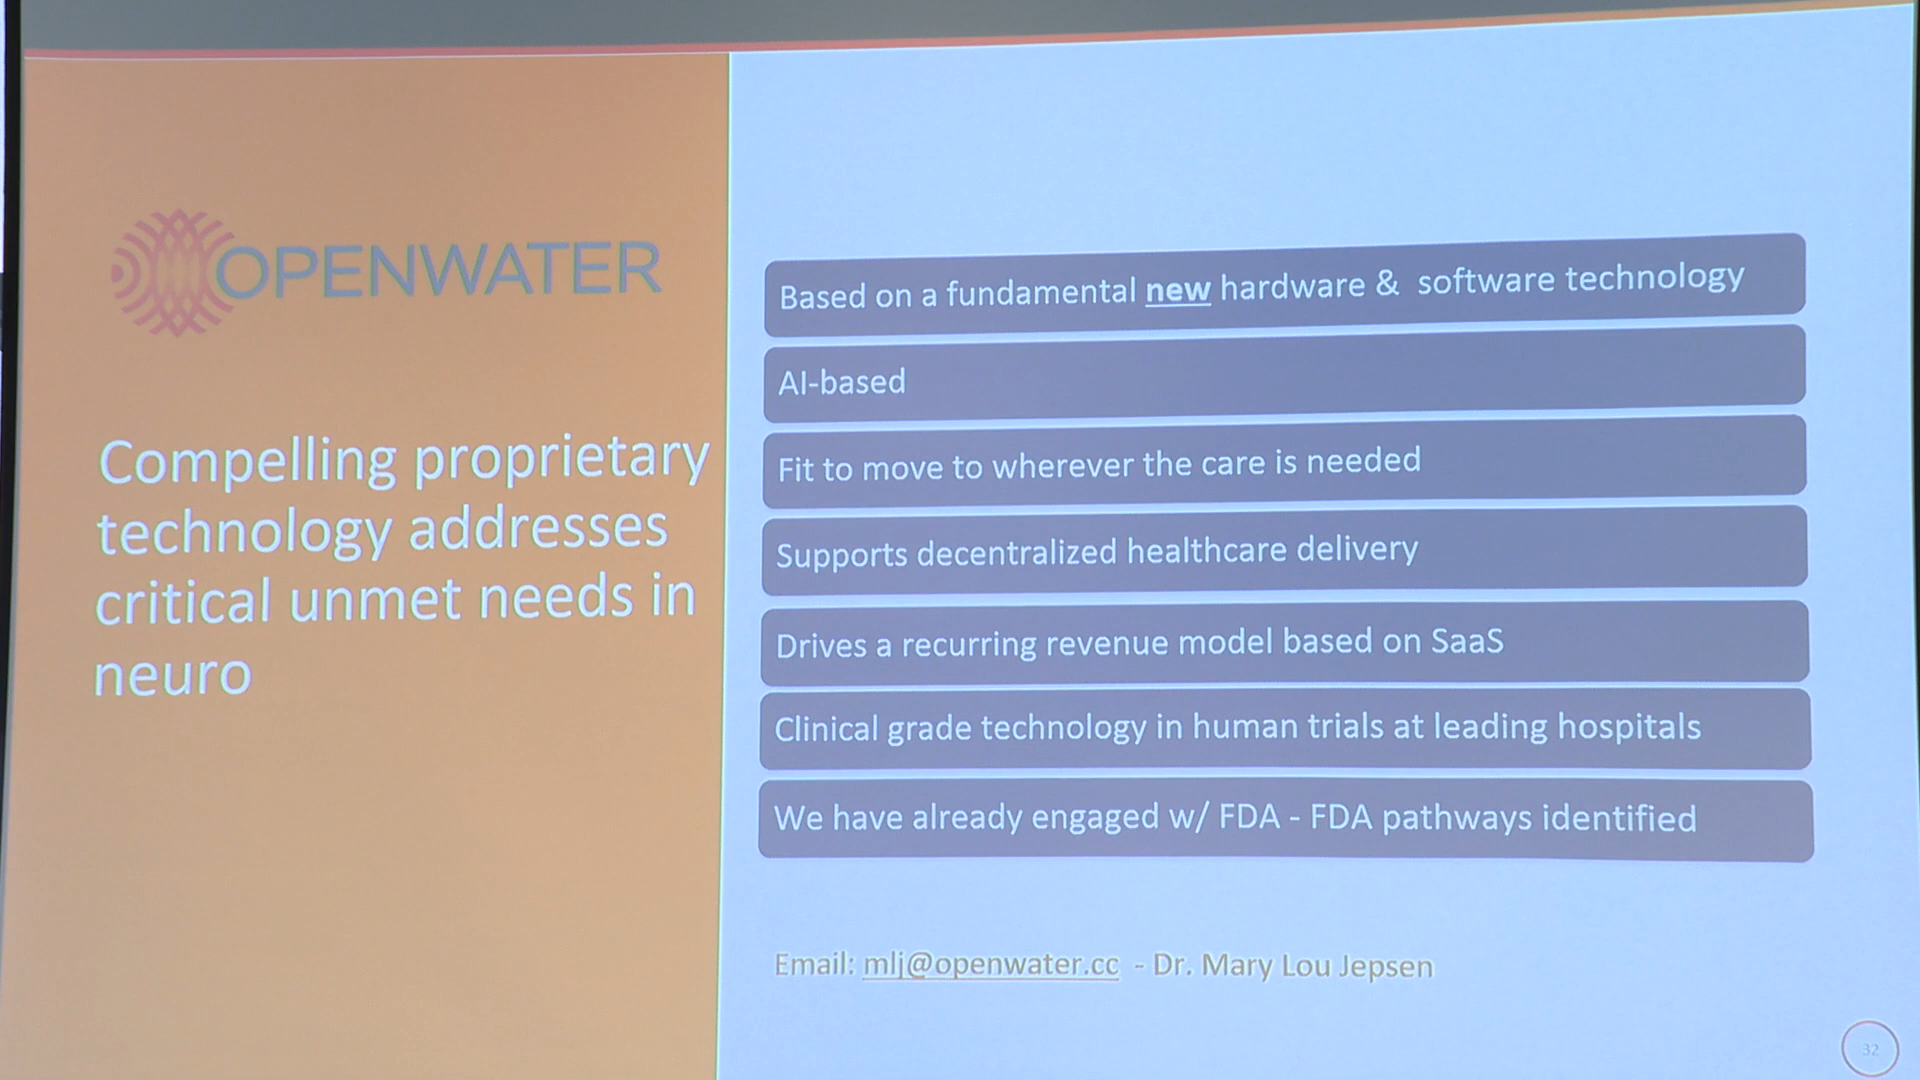 OPENWATER
Compelling proprietary
technology addresses
critical unmet needs in
neuro
Based on a fundamental new hardware &  software technology
AI-based
Fit to move to wherever the care is needed
Supports decentralized healthcare delivery
Drives a recurring revenue model based on SaaS
Clinical grade technology in human trials at leading hospitals
We have already engaged w/ FDA - FDA pathways identified
Email: mlj@openwater.cc  - Dr. Mary Lou Jepsen
32